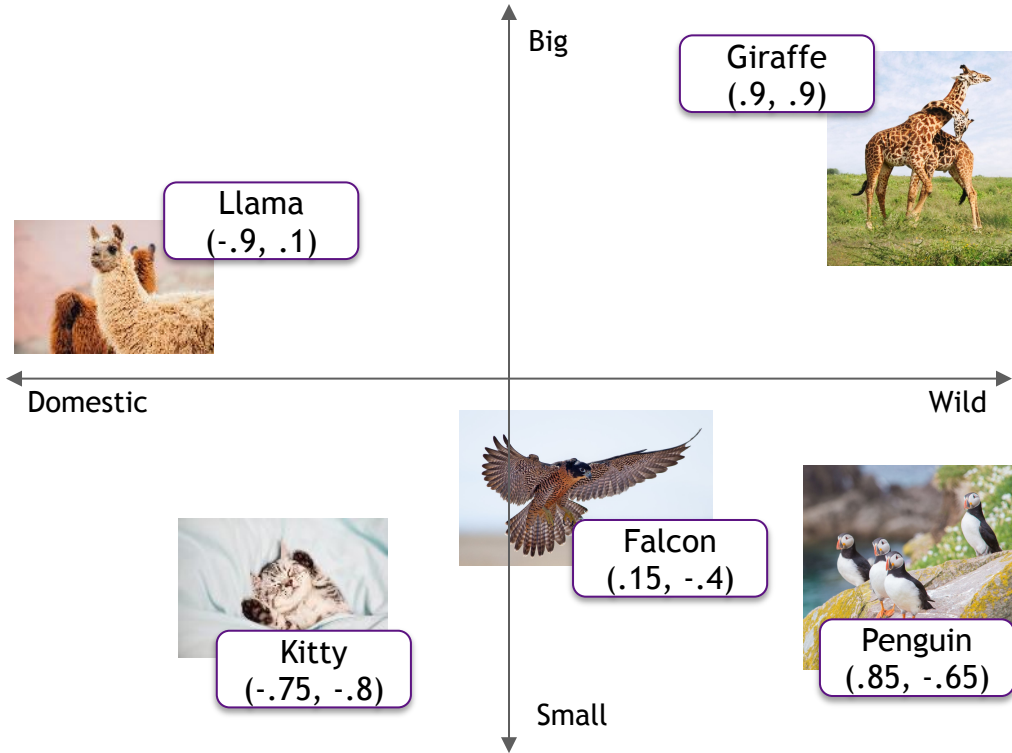 Big
Giraffe
(.9, .9)
Llama
(-.9, .1)
Domestic
Wild
Falcon
(.15, -.4)
Kitty
(-.75, -.8)
Penguin
(.85, -.65)
Small